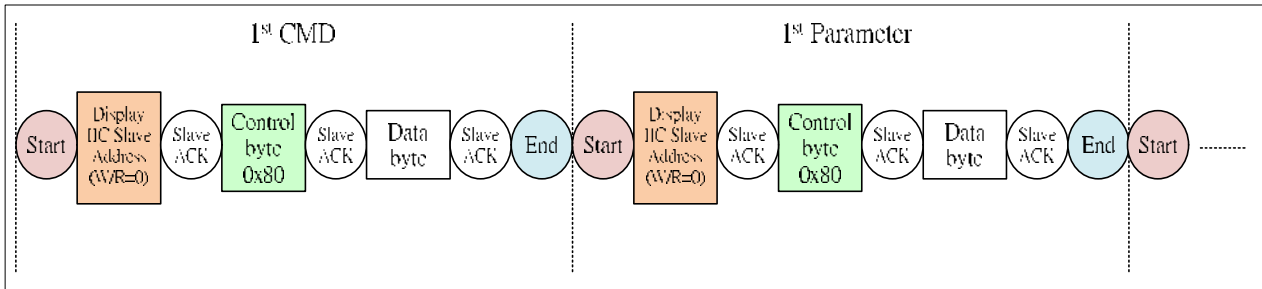 1st CMD
1st Parameter
Start
Display
IIC Slave
Address
(W/R=0)
Slave
ACK
Control
byte
0x80
Slave
ACK
Data
byte
Slave
ACK
End
Start
Display
IIC Slave
Address
(W/R=0)
Slave
ACK
Control
byte
0x80
Slave
ACK
Data
byte
Slave
ACK
End
Start